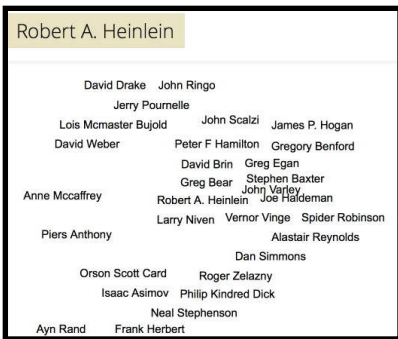 Robert A. Heinlein
David Drake John Ringo
Jerry Pournelle
Lois Mcmaster Bujold John Scalzi James P. Hogan
David Weber Peter F Hamilton Gregory Benford
David Brin Greg Egan
Greg Bear Stephen Baxter
John Varley
Anne Mccaffrey Robert A. Heinlein Joe Haldeman
Larry Niven Vernor Vinge Spider Robinson
Piers Anthony Alastair Reynolds
Dan Simmons
Orson Scott Card Roger Zelazny
Isaac Asimov Philip Kindred Dick
Neal Stephenson
Ayn Rand Frank Herbert